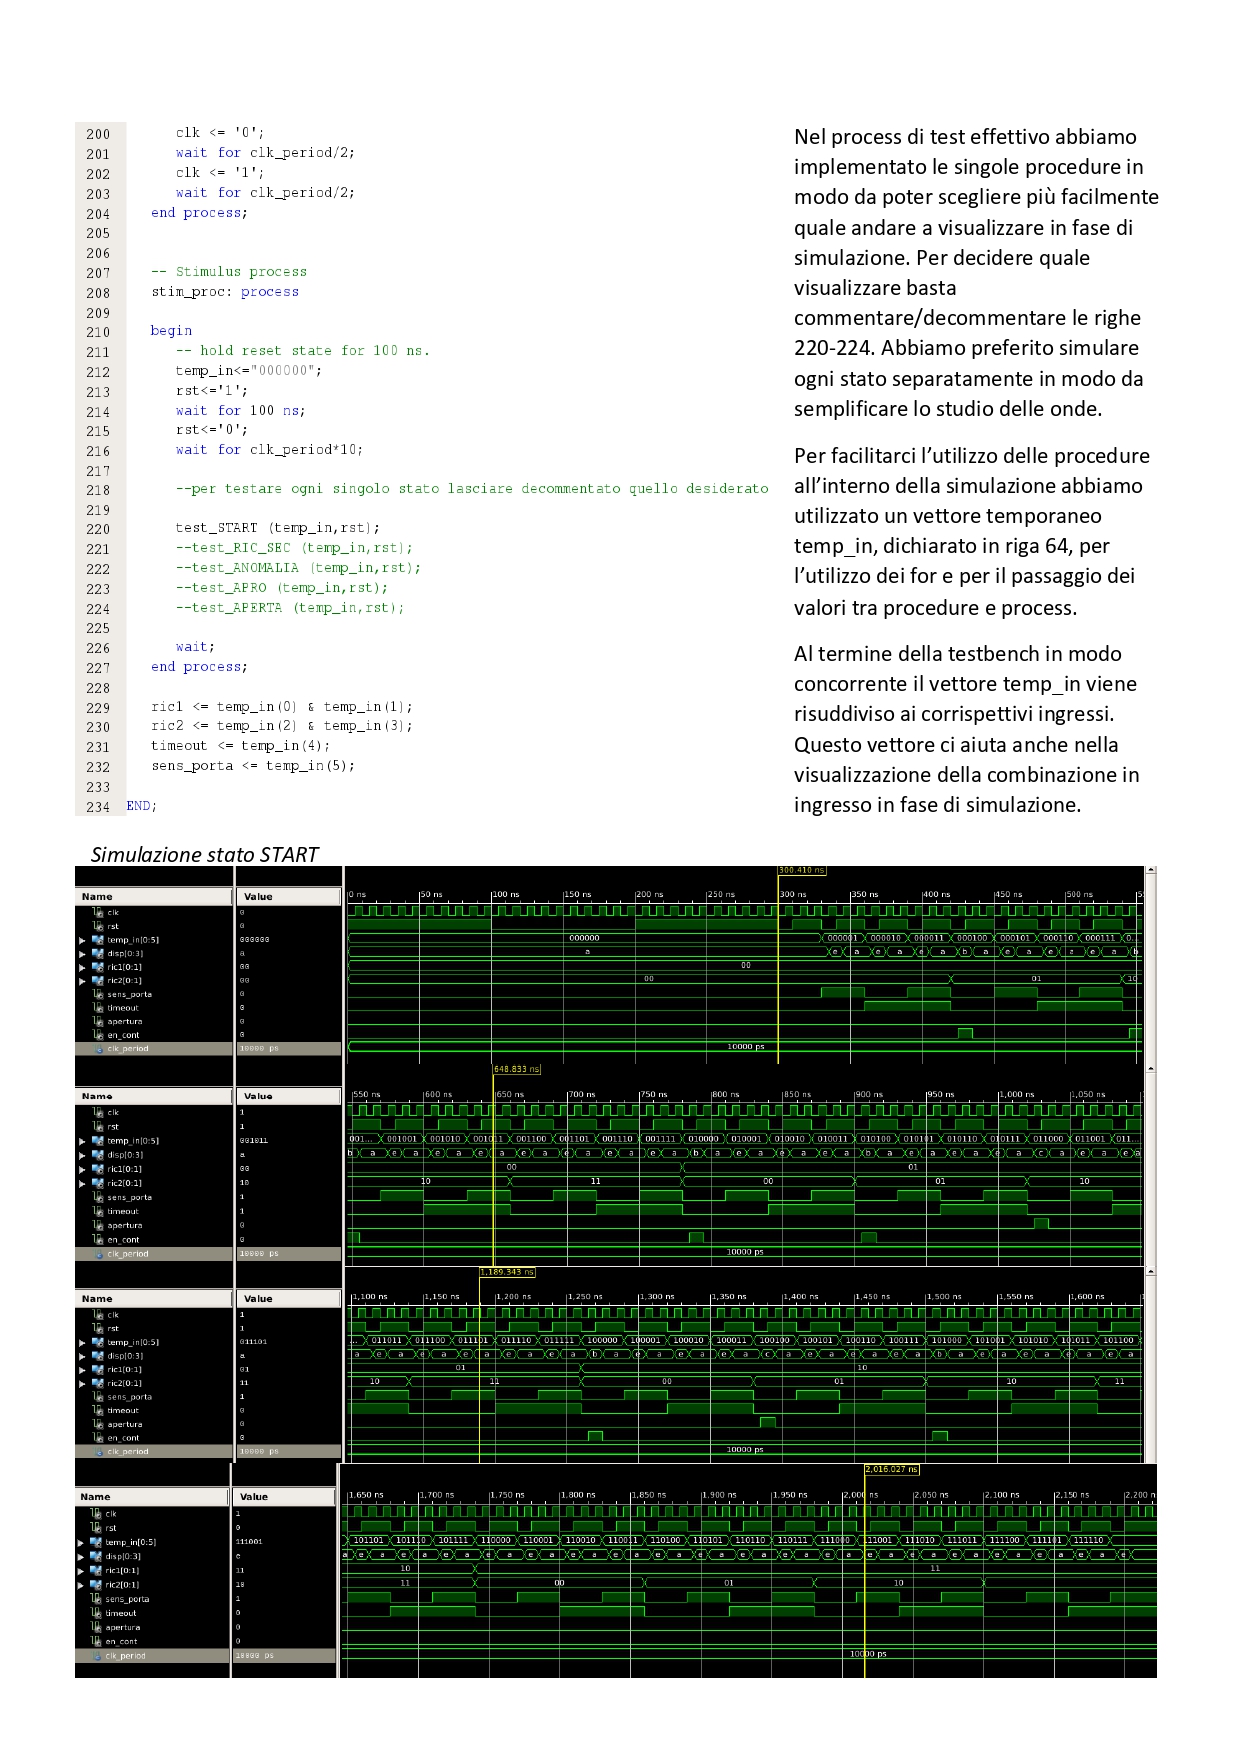 200 clk <= '0';
201 wait for clk_period/2;
202 clk <= '1';
203 wait for clk_period/2;
204 end process;
205
206
207 -- Stimulus process
208 stim_proc: process
209
210 begin
211 -- hold reset state for 100 ns.
212 temp_in<="000000";
213 rst<='1';
214 wait for 100 ns;
215 rst<='0';
216 wait for clk_period*10;
217
218 --per testare ogni singolo stato lasciare decommentato quello desiderato
219
220 test_START (temp_in,rst);
221 --test_RIC_SEC (temp_in,rst);
222 --test_ANOMALIA (temp_in,rst);
223 --test_APRO (temp_in,rst);
224 --test_APERTA (temp_in,rst);
225
226 wait;
227 end process;
228
229 ric1 <= temp_in(0) & temp_in(1);
230 ric2 <= temp_in(2) & temp_in(3);
231 timeout <= temp_in(4);
232 sens_porta <= temp_in(5);
233
234 END;
Nel process di test effettivo abbiamo
implementato le singole procedure in
modo da poter scegliere più facilmente
quale andare a visualizzare in fase di
simulazione. Per decidere quale
visualizzare basta
commentare/decommentare le righe
220-224. Abbiamo preferito simulare
ogni stato separatamente in modo da
semplificare lo studio delle onde.
Per facilitarci l’utilizzo delle procedure
all’interno della simulazione abbiamo
utilizzato un vettore temporaneo
temp_in, dichiarato in riga 64, per
l’utilizzo dei for e per il passaggio dei
valori tra procedure e process.
Al termine della testbench in modo
concorrente il vettore temp_in viene
risuddiviso ai corrispettivi ingressi.
Questo vettore ci aiuta anche nella
visualizzazione della combinazione in
ingresso in fase di simulazione.
Simulazione stato START
300.410 ns
Name Value 0 ns 50 ns 100 ns 150 ns 200 ns 250 ns 300 ns 350 ns 400 ns 450 ns 500 ns
clk 0
rst 0
temp_in[0:5] 000000 000000 000001 000010 000011 000100 000101 000110 000111 0...
disp[0:3] a a e a e a e a b a e a e a e a b
ric1[0:1] 00 00
ric2[0:1] 00 00 01 10
sens_porta 0
timeout 0
apertura 0
en_cont 0
clk_period 10000 ps 10000 ps
648.833 ns
Name Value 550 ns 600 ns 650 ns 700 ns 750 ns 800 ns 850 ns 900 ns 950 ns 1,000 ns 1,050 ns
clk 1
rst 1
temp_in[0:5] 001011 001... 001001 001010 001011 001100 001101 001110 001111 010000 010001 010010 010011 010100 010101 010110 010111 011000 011001 011...
disp[0:3] a b a e a e a e a e a e a e a e a b a e a e a e a b a e a e a e a c a e a e a
ric1[0:1] 00 00 01
ric2[0:1] 10 10 11 00 01 10
sens_porta 1
timeout 1
apertura 0
en_cont 0
clk_period 10000 ps 10000 ps
1,189.343 ns
Name Value 1,100 ns 1,150 ns 1,200 ns 1,250 ns 1,300 ns 1,350 ns 1,400 ns 1,450 ns 1,500 ns 1,550 ns 1,600 ns
clk 1
rst 1
temp_in[0:5] 011101 ... 011011 011100 011101 011110 011111 100000 100001 100010 100011 100100 100101 100110 100111 101000 101001 101010 101011 101100
disp[0:3] a a e a e a e a e a e a b a e a e a e a c a e a e a e a b a e a e a e a e a
ric1[0:1] 01 01 10
ric2[0:1] 11 10 11 00 01 10 11
sens_porta 1
timeout 0
apertura 0
en_cont 0
clk_period 10000 ps 10000 ps
2,016.027 ns
Name Value 1,650 ns 1,700 ns 1,750 ns 1,800 ns 1,850 ns 1,900 ns 1,950 ns 2,000 ns 2,050 ns 2,100 ns 2,150 ns 2,200 n
clk 1
rst 0
temp_in[0:5] 111001 101101 101110 101111 110000 110001 110010 110011 110100 110101 110110 110111 111000 111001 111010 111011 111100 111101 111110
disp[0:3] e a e a e a e a e a e a e a e a e a e a e a e a e a e a e a e a e a e a e
ric1[0:1] 11 10 11
ric2[0:1] 10 11 00 01 10
sens_porta 1
timeout 0
apertura 0
en_cont 0
clk_period 10000 ps 10000 ps